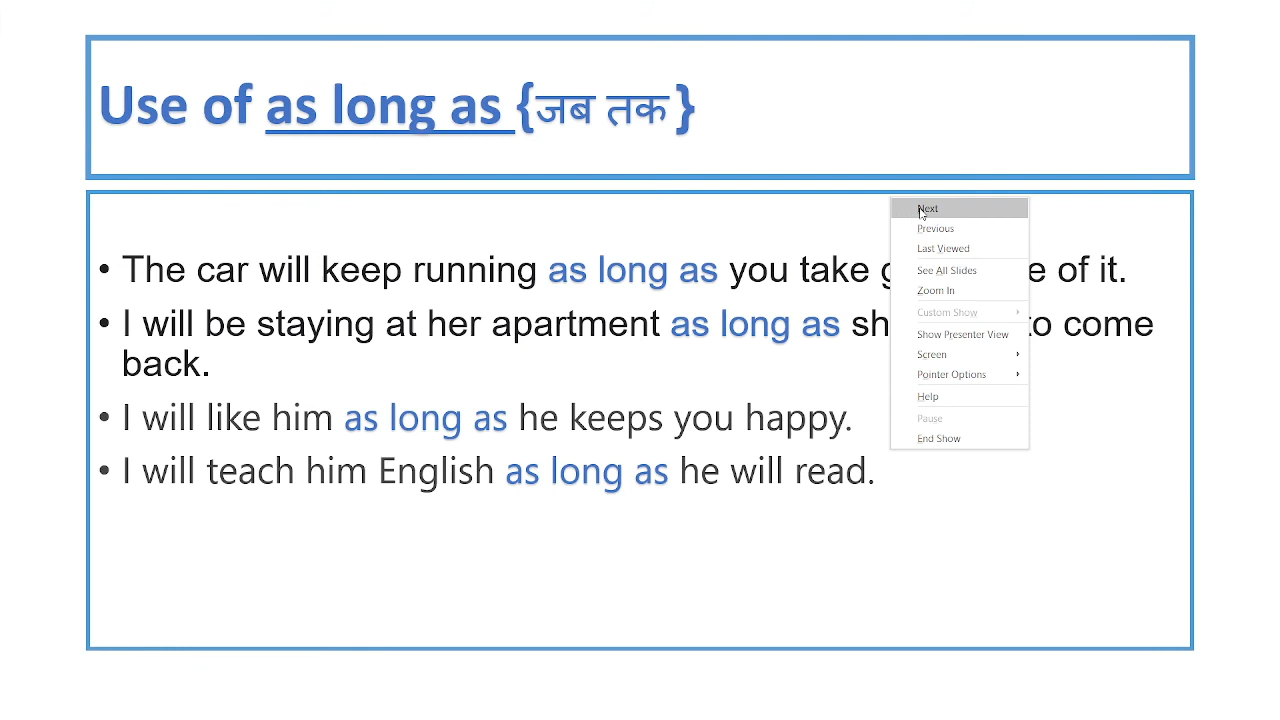 Use of as long as {जब तक }
• The car will keep running as long as you take of it.
• I will be staying at her apartment as long as to come
back.
• I will like him as long as he keeps you happy.
• I will teach him English as long as he will read.
Next
Previous
Last Viewed
See All Slides
Zoom In
Custom Show
Show Presenter View
Screen
Pointer Options
Help
Pause
End Show